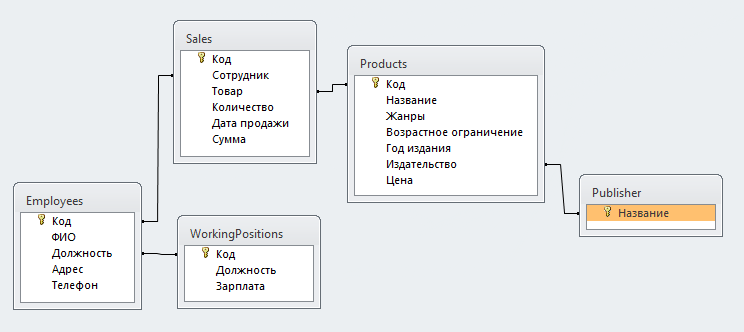 Sales
Код
Сотрудник
Товар
Количество
Дата продажи
Сумма
Products
Код
Название
Жанры
Возрастное ограничение
Год издания
Издательство
Цена
Publisher
Название
Employees
Код
ФИО
Должность
Адрес
Телефон
WorkingPositions
Код
Должность
Зарплата